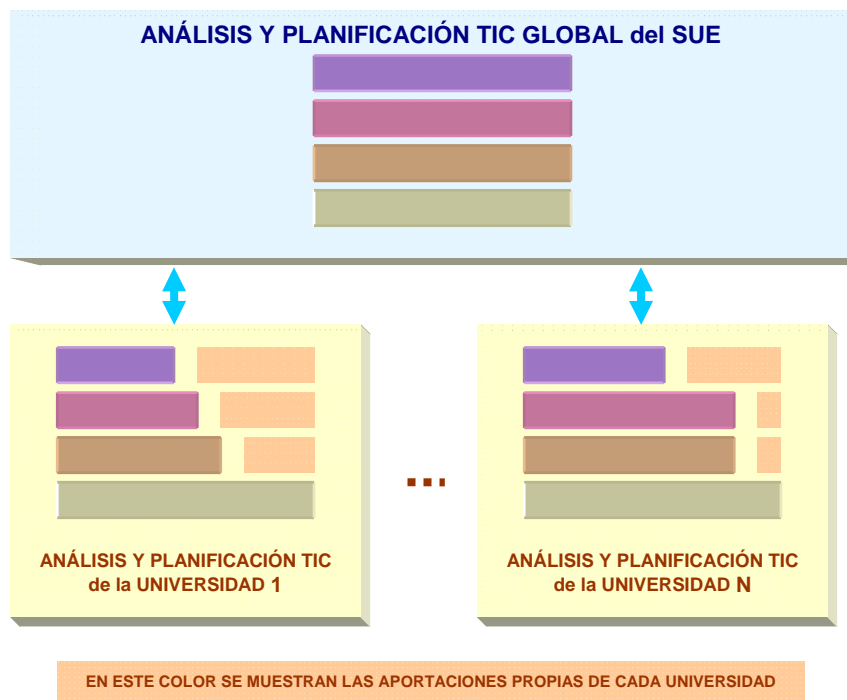 ANÁLISIS Y PLANIFICACIÓN TIC GLOBAL del SUE
...
ANÁLISIS Y PLANIFICACIÓN TIC
de la UNIVERSIDAD 1
ANÁLISIS Y PLANIFICACIÓN TIC
de la UNIVERSIDAD N
EN ESTE COLOR SE MUESTRAN LAS APORTACIONES PROPIAS DE CADA UNIVERSIDAD